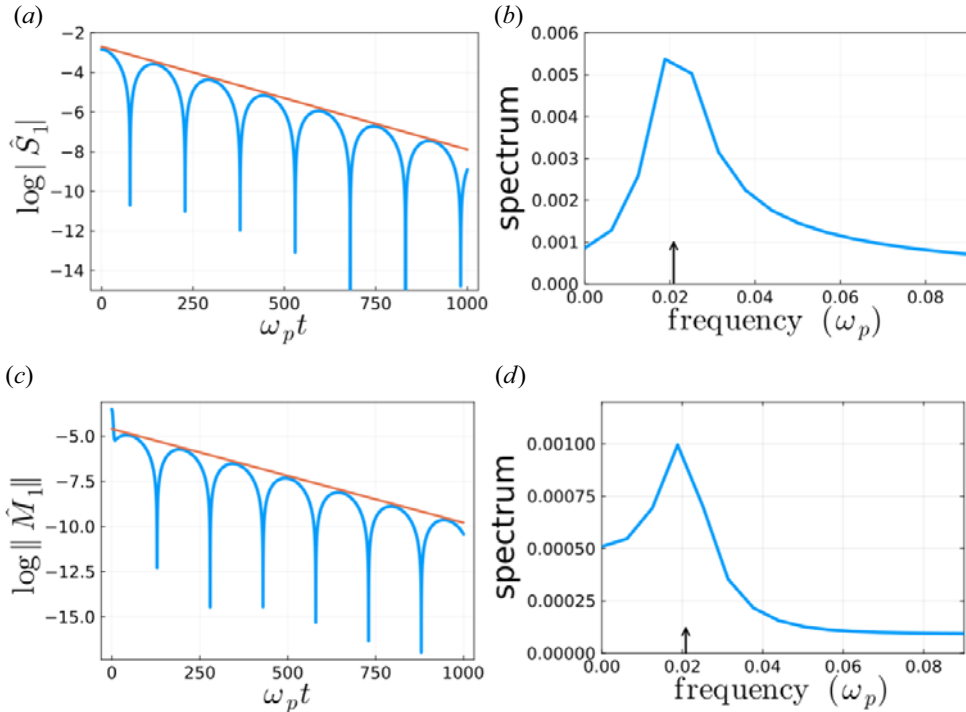 (a)
log | Ŝ₁|
−2
−4
−6
−8
−10
−12
−14
0 250 500 750 1000
ωₚt
(b)
spectrum
0.006
0.005
0.004
0.003
0.002
0.001
0.000
0.00 0.02 0.04 0.06 0.08
frequency (ωₚ)
(c)
log‖ M̂₁‖
−5.0
−7.5
−10.0
−12.5
−15.0
0 250 500 750 1000
ωₚt
(d)
spectrum
0.00100
0.00075
0.00050
0.00025
0.00000
0.00 0.02 0.04 0.06 0.08
frequency (ωₚ)